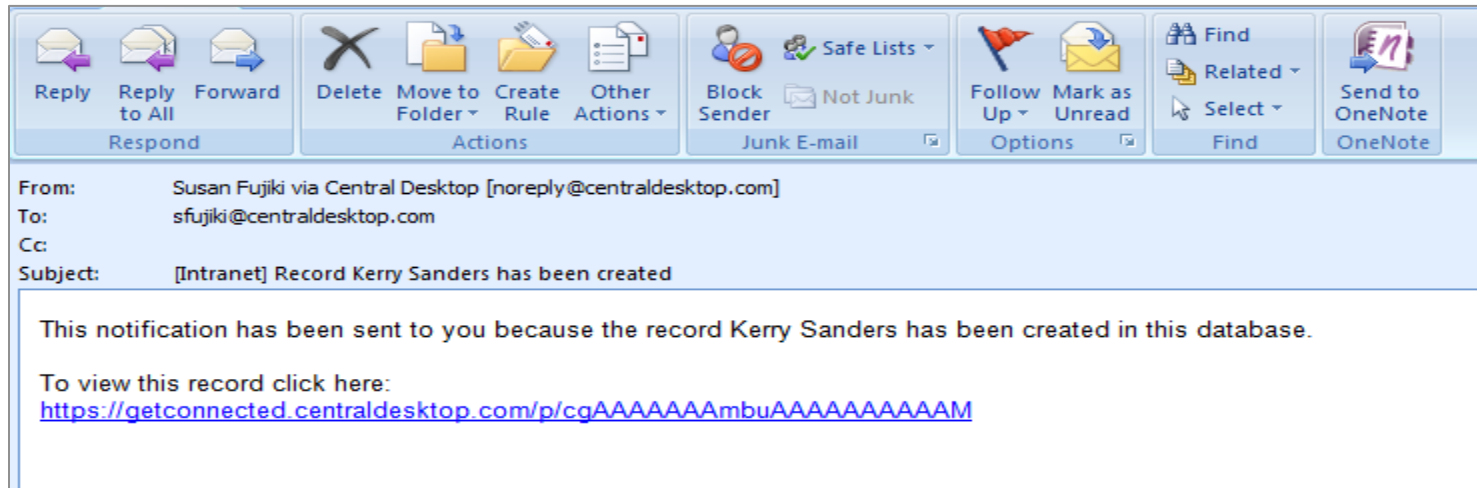 Reply Reply to All Forward Delete Move to Folder Create Rule Other Actions Block Sender Safe Lists Not Junk Follow Up Mark as Unread Find Related Select Send to OneNote
Respond Actions Junk E-mail Options Find OneNote
From: Susan Fujiki via Central Desktop [noreply@centraldesktop.com]
To: sfujiki@centraldesktop.com
Cc:
Subject: [Intranet] Record Kerry Sanders has been created
This notification has been sent to you because the record Kerry Sanders has been created in this database.
To view this record click here:
https://getconnected.centraldesktop.com/p/cgAAAAAAAmbuAAAAAAAAAAM